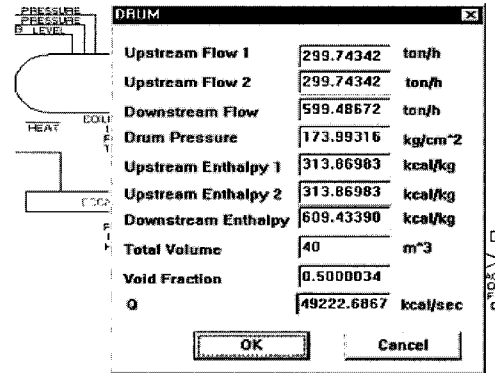 PRESSURE
PRESSURE
LEVEL
HEAT
DRUM
Upstream Flow 1 299.74342 ton/h
Upstream Flow 2 299.74342 ton/h
Downstream Flow 599.48672 ton/h
Drum Pressure 173.99316 kg/cm^2
Upstream Enthalpy 1 313.86983 kcal/kg
Upstream Enthalpy 2 313.86983 kcal/kg
Downstream Enthalpy 609.43390 kcal/kg
Total Volume 40 m^3
Void Fraction 0.5000034
Q 49222.6867 kcal/sec
OK Cancel